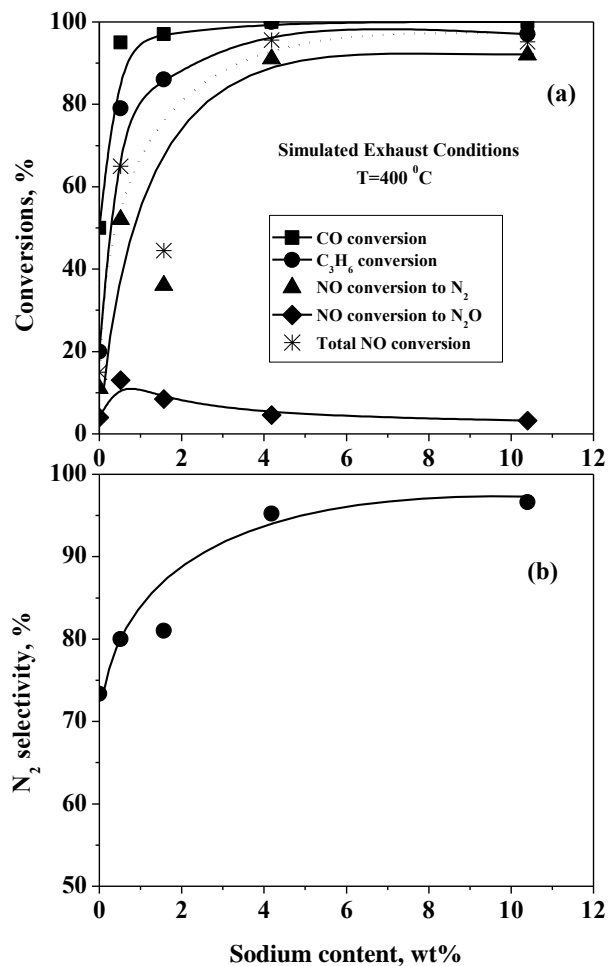 100
(a)
80
Simulated Exhaust Conditions
T=400 ⁰C
60
CO conversion
C₃H₆ conversion
40
NO conversion to N₂
NO conversion to N₂O
20
Total NO conversion
0
Conversions, %
0 2 4 6 8 10 12
100
90
(b)
80
70
60
50
N₂ selectivity, %
0 2 4 6 8 10 12
Sodium content, wt%